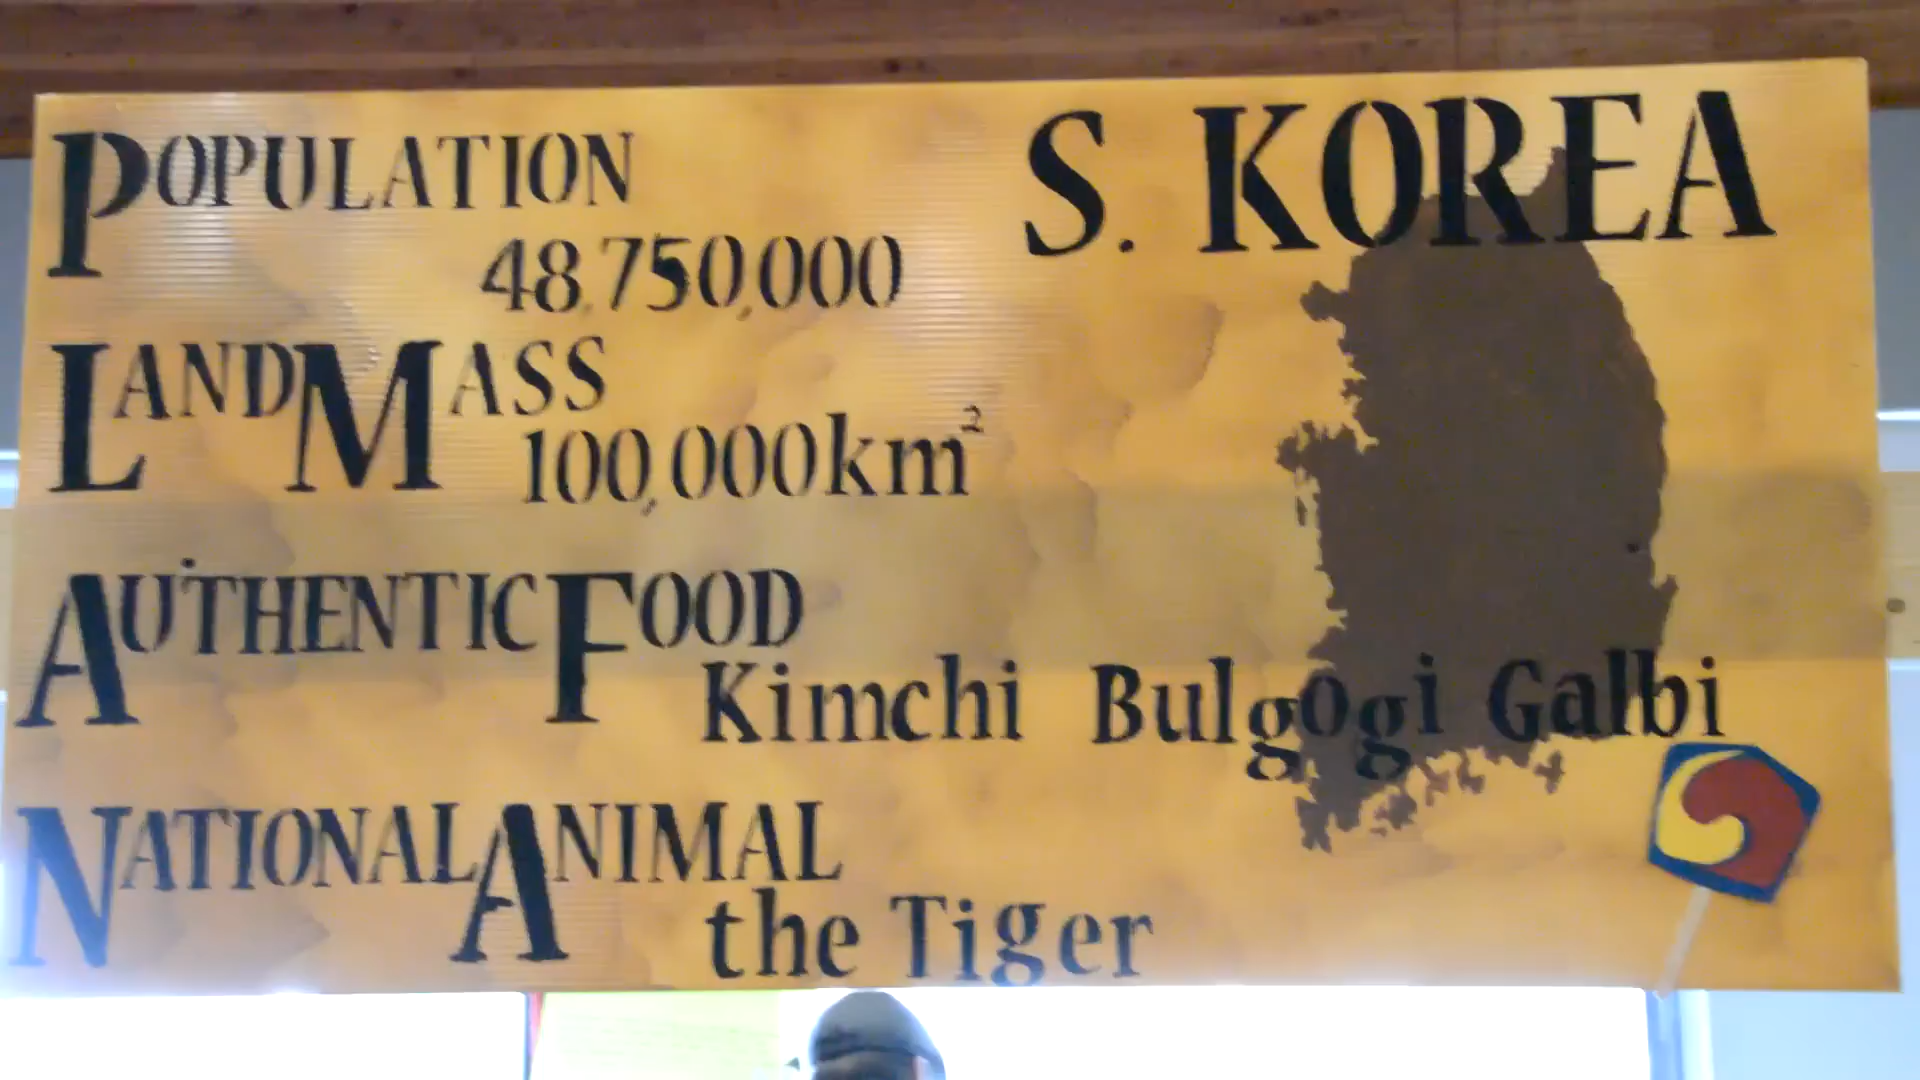 S. KOREA
POPULATION
48,750,000
LANDMASS
100,000km²
AUTHENTIC FOOD
Kimchi Bulgogi Galbi
NATIONAL ANIMAL
the Tiger